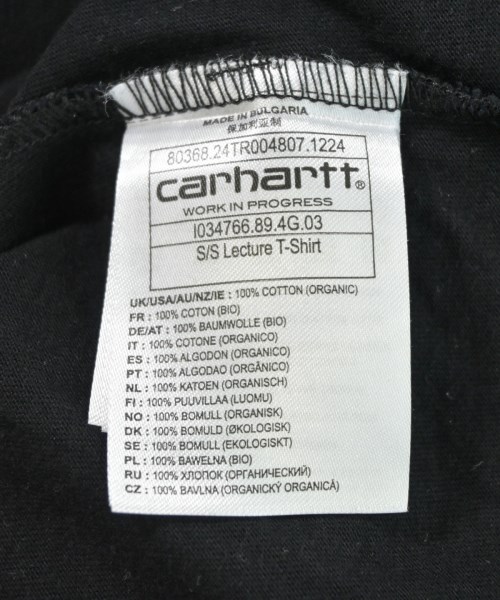 MADE IN BULGARIA
保加利亚制
80368.24TR004807.1224
carhartt®
WORK IN PROGRESS
I034766.89.4G.03
S/S Lecture T-Shirt
UK/USA/AU/NZ/IE : 100% COTTON (ORGANIC)
FR : 100% COTON (BIO)
DE/AT : 100% BAUMWOLLE (BIO)
IT : 100% COTONE (ORGANICO)
ES : 100% ALGODON (ORGANICO)
PT : 100% ALGODAO (ORGÂNICO)
NL : 100% KATOEN (ORGANISCH)
FI : 100% PUUVILLAA (LUOMU)
NO : 100% BOMULL (ORGANISK)
DK : 100% BOMULD (ØKOLOGISK)
SE : 100% BOMULL (EKOLOGISKT)
PL : 100% BAWEŁNA (BIO)
RU : 100% ХЛОПОК (ОРГАНИЧЕСКИЙ)
CZ : 100% BAVLNA (ORGANICKÝ ORGANICÁ)